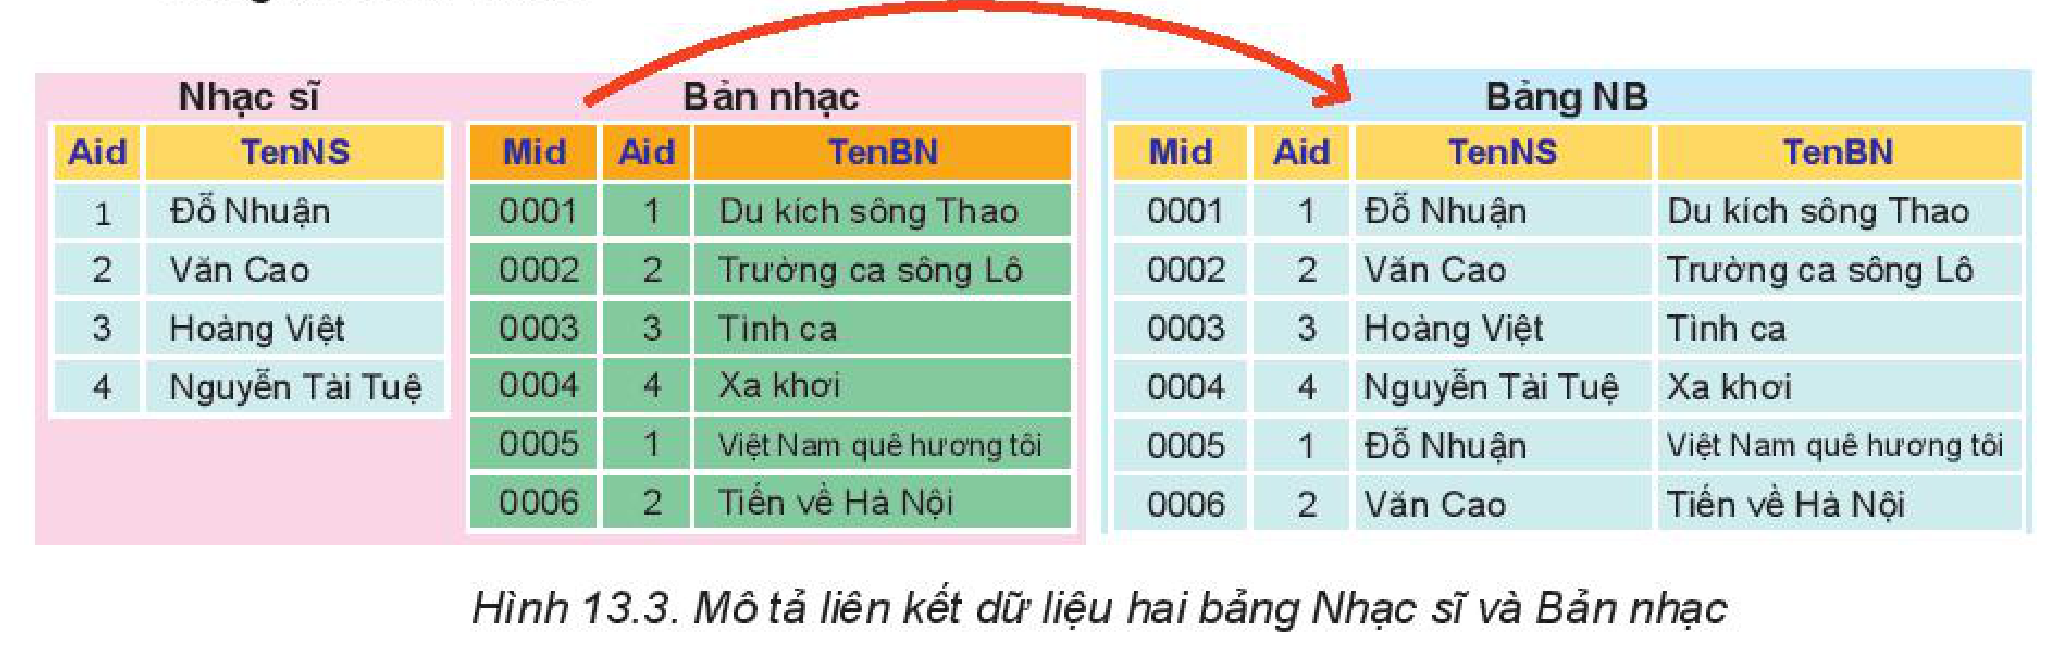 Nhạc sĩ Bản nhạc Bảng NB
Aid TenNS Mid Aid TenBN Mid Aid TenNS TenBN
1 Đỗ Nhuận 0001 1 Du kích sông Thao 0001 1 Đỗ Nhuận Du kích sông Thao
2 Văn Cao 0002 2 Trường ca sông Lô 0002 2 Văn Cao Trường ca sông Lô
3 Hoàng Việt 0003 3 Tình ca 0003 3 Hoàng Việt Tình ca
4 Nguyễn Tài Tuệ 0004 4 Xa khơi 0004 4 Nguyễn Tài Tuệ Xa khơi
0005 1 Việt Nam quê hương tôi 0005 1 Đỗ Nhuận Việt Nam quê hương tôi
0006 2 Tiến về Hà Nội 0006 2 Văn Cao Tiến về Hà Nội
Hình 13.3. Mô tả liên kết dữ liệu hai bảng Nhạc sĩ và Bản nhạc